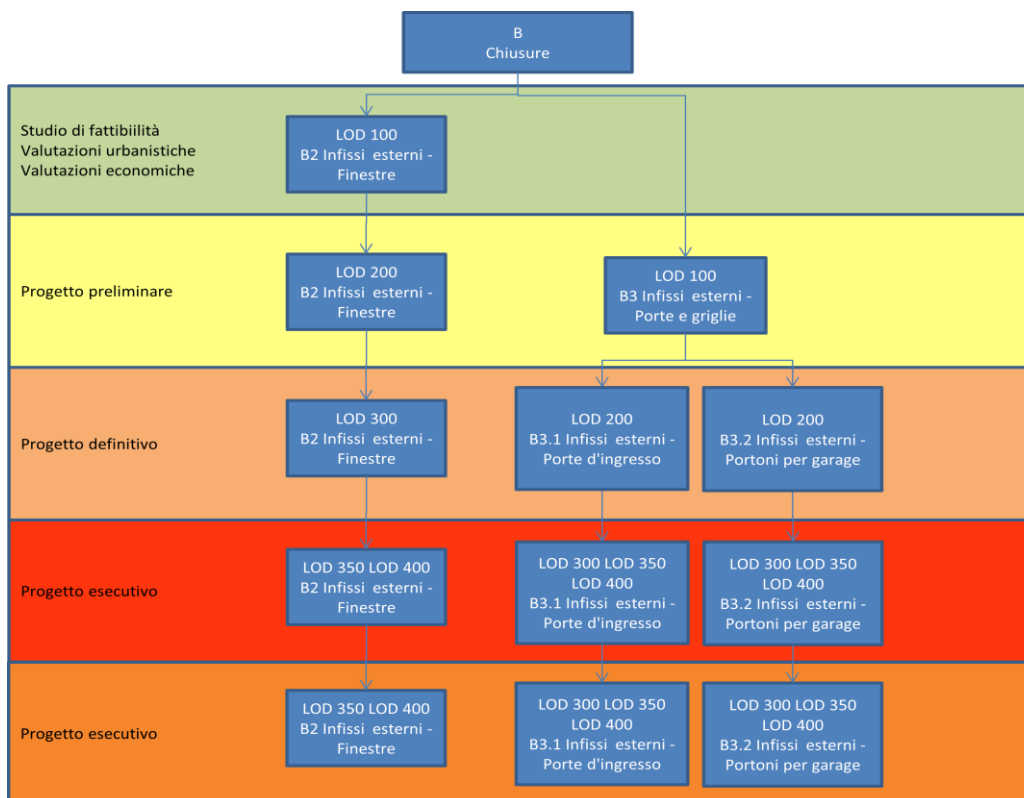 B
Chiusure
Studio di fattibiilità
Valutazioni urbanistiche
Valutazioni economiche
LOD 100
B2 Infissi esterni -
Finestre
Progetto preliminare
LOD 200
B2 Infissi esterni -
Finestre
LOD 100
B3 Infissi esterni -
Porte e griglie
Progetto definitivo
LOD 300
B2 Infissi esterni -
Finestre
LOD 200
B3.1 Infissi esterni -
Porte d'ingresso
LOD 200
B3.2 Infissi esterni -
Portoni per garage
Progetto esecutivo
LOD 350 LOD 400
B2 Infissi esterni -
Finestre
LOD 300 LOD 350
LOD 400
B3.1 Infissi esterni -
Porte d'ingresso
LOD 300 LOD 350
LOD 400
B3.2 Infissi esterni -
Portoni per garage
Progetto esecutivo
LOD 350 LOD 400
B2 Infissi esterni -
Finestre
LOD 300 LOD 350
LOD 400
B3.1 Infissi esterni -
Porte d'ingresso
LOD 300 LOD 350
LOD 400
B3.2 Infissi esterni -
Portoni per garage